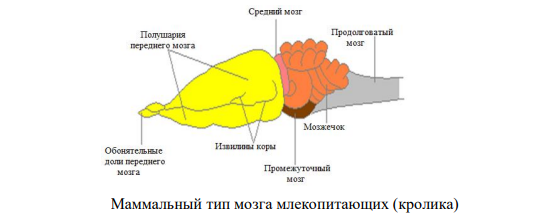 Средний мозг
Полушария
переднего мозга
Продолговатый
мозг
Мозжечок
Обонятельные
доли переднего
мозга
Извилины коры
Промежуточный
мозг
Маммальный тип мозга млекопитающих (кролика)